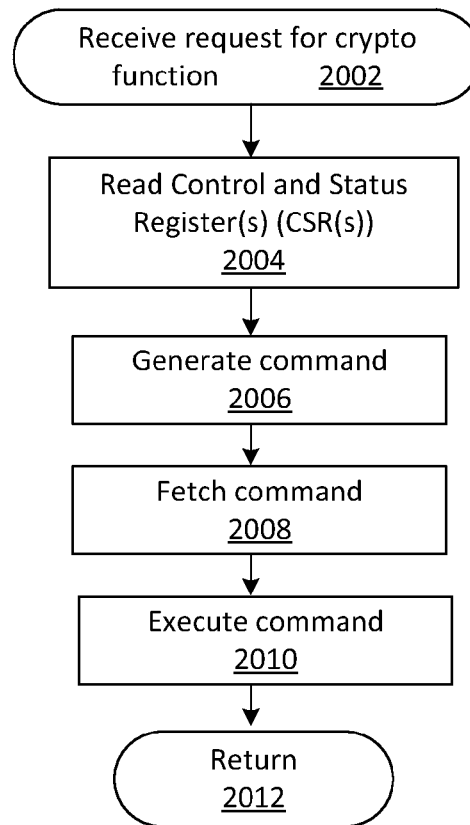 Receive request for crypto
function 2002
Read Control and Status
Register(s) (CSR(s))
2004
Generate command
2006
Fetch command
2008
Execute command
2010
Return
2012